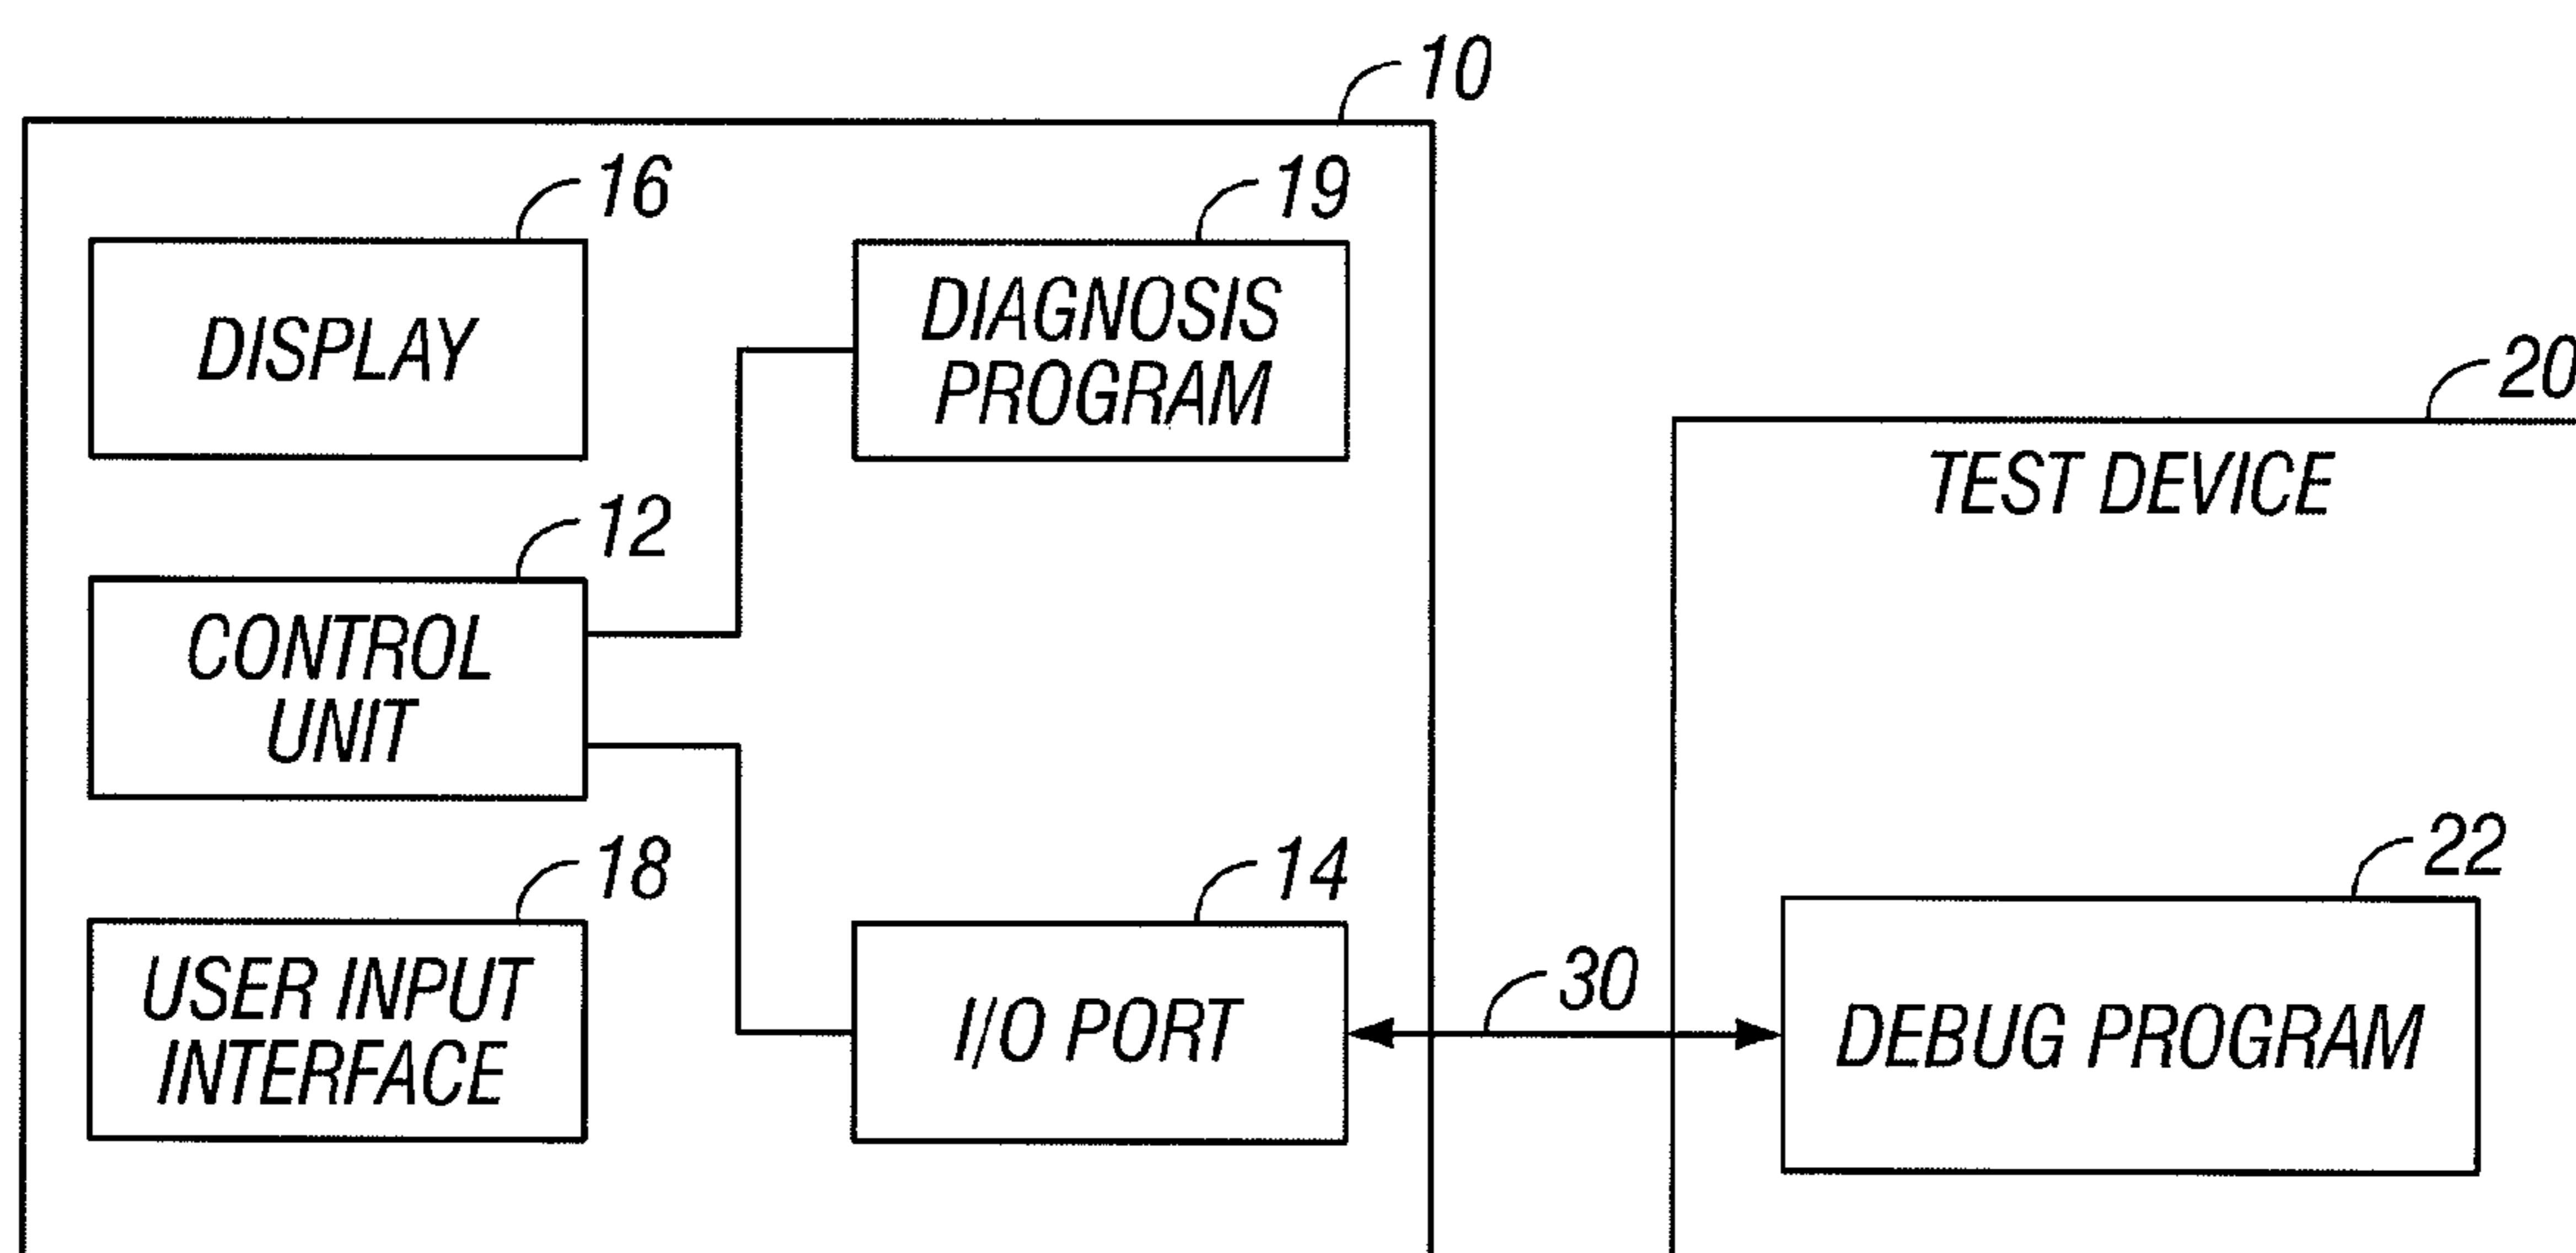 10
16
19
DISPLAY
DIAGNOSIS
PROGRAM
20
TEST DEVICE
12
CONTROL
UNIT
18
14
22
USER INPUT
INTERFACE
I/O PORT
30
DEBUG PROGRAM